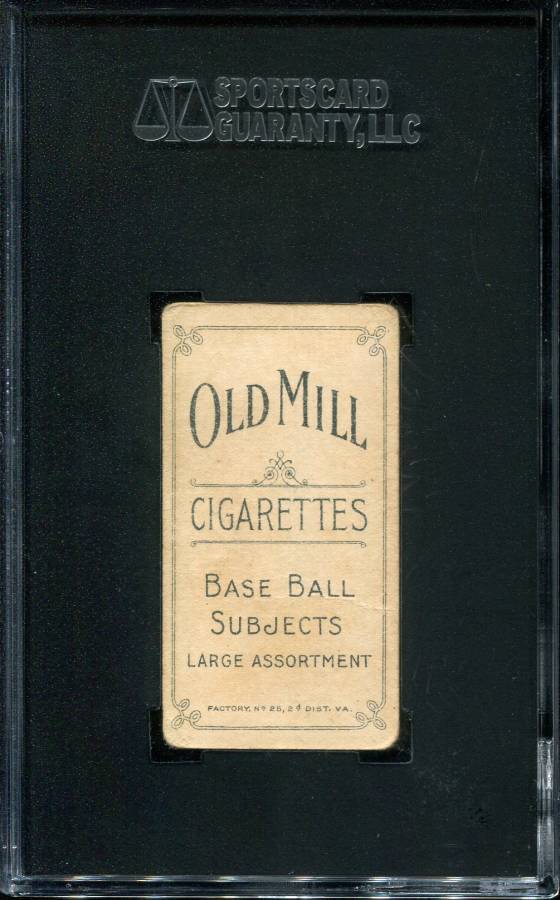 SPORTSCARD
GUARANTY, LLC
OLD MILL
CIGARETTES
BASE BALL
SUBJECTS
LARGE ASSORTMENT
FACTORY, Nº 25, 2ᵈ DIST. VA.